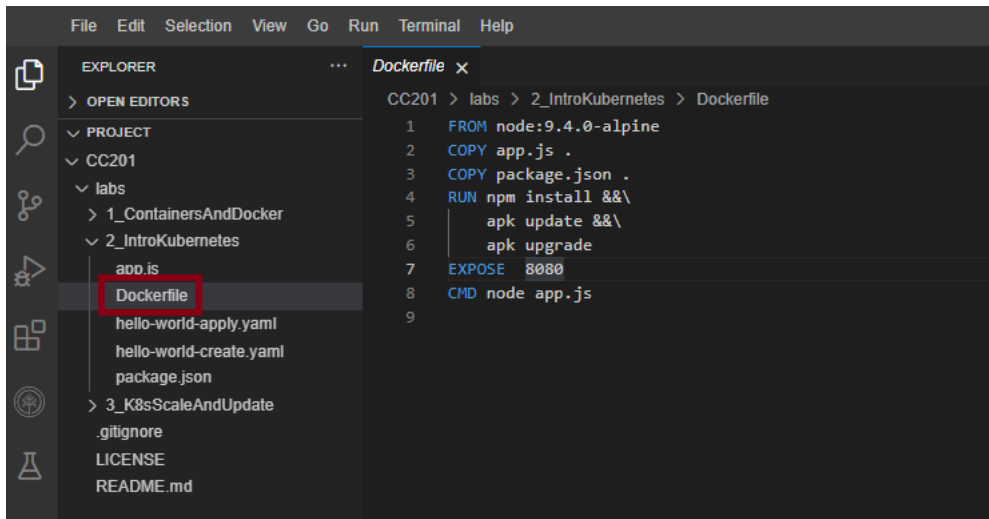 File Edit Selection View Go Run Terminal Help
EXPLORER ···
> OPEN EDITORS
PROJECT
CC201
labs
> 1_ContainersAndDocker
2_IntroKubernetes
app.js
Dockerfile
hello-world-apply.yaml
hello-world-create.yaml
package.json
> 3_K8sScaleAndUpdate
.gitignore
LICENSE
README.md
Dockerfile ×
CC201 > labs > 2_IntroKubernetes > Dockerfile
1 FROM node:9.4.0-alpine
2 COPY app.js .
3 COPY package.json .
4 RUN npm install &&\
5 apk update &&\
6 apk upgrade
7 EXPOSE  8080
8 CMD node app.js
9